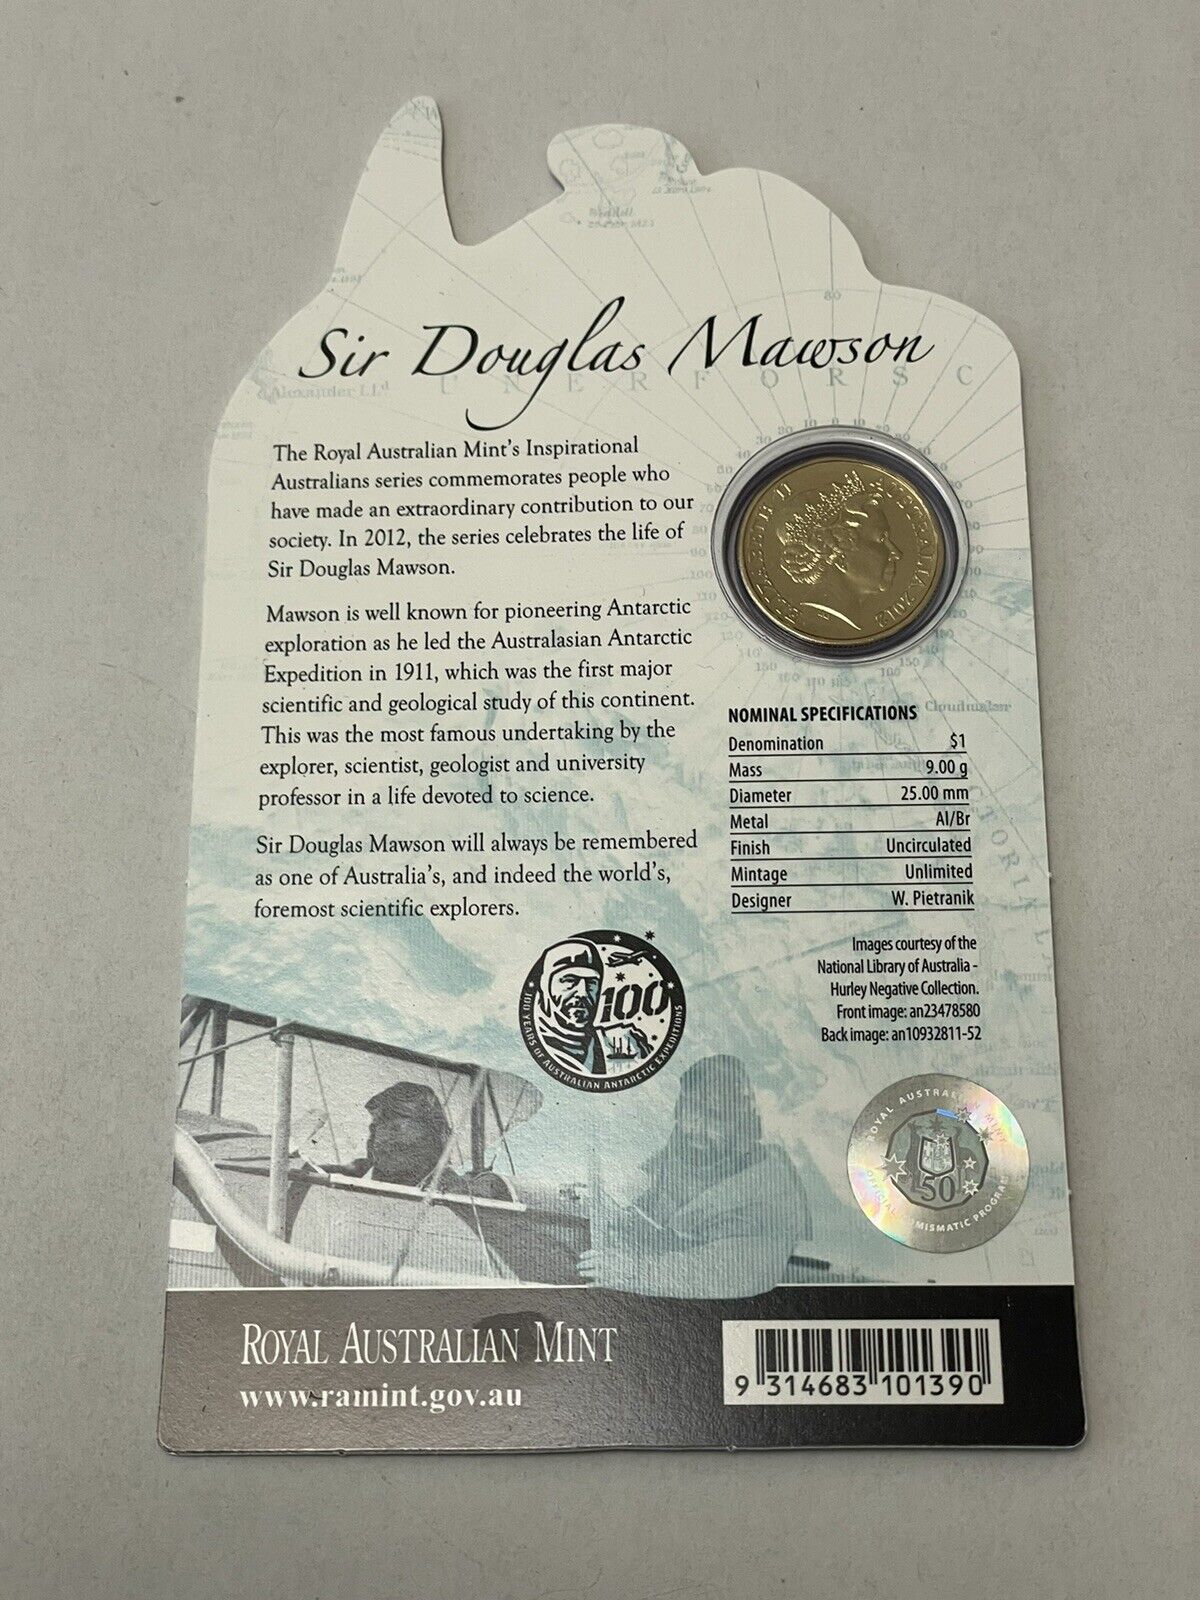 Sir Douglas Mawson
The Royal Australian Mint's Inspirational
Australians series commemorates people who
have made an extraordinary contribution to our
society. In 2012, the series celebrates the life of
Sir Douglas Mawson.
Mawson is well known for pioneering Antarctic
exploration as he led the Australasian Antarctic
Expedition in 1911, which was the first major
scientific and geological study of this continent.
This was the most famous undertaking by the
explorer, scientist, geologist and university
professor in a life devoted to science.
Sir Douglas Mawson will always be remembered
as one of Australia's, and indeed the world's,
foremost scientific explorers.
ELIZABETH II AUSTRALIA 2012
NOMINAL SPECIFICATIONS
Denomination $1
Mass 9.00 g
Diameter 25.00 mm
Metal Al/Br
Finish Uncirculated
Mintage Unlimited
Designer W. Pietranik
Images courtesy of the
National Library of Australia -
Hurley Negative Collection.
Front image: an23478580
Back image: an10932811-52
100
100 YEARS OF AUSTRALIAN ANTARCTIC EXPEDITIONS
ROYAL AUSTRALIAN MINT
OFFICIAL NUMISMATIC PROGRAM
50
ROYAL AUSTRALIAN MINT
www.ramint.gov.au
9 314683 101390